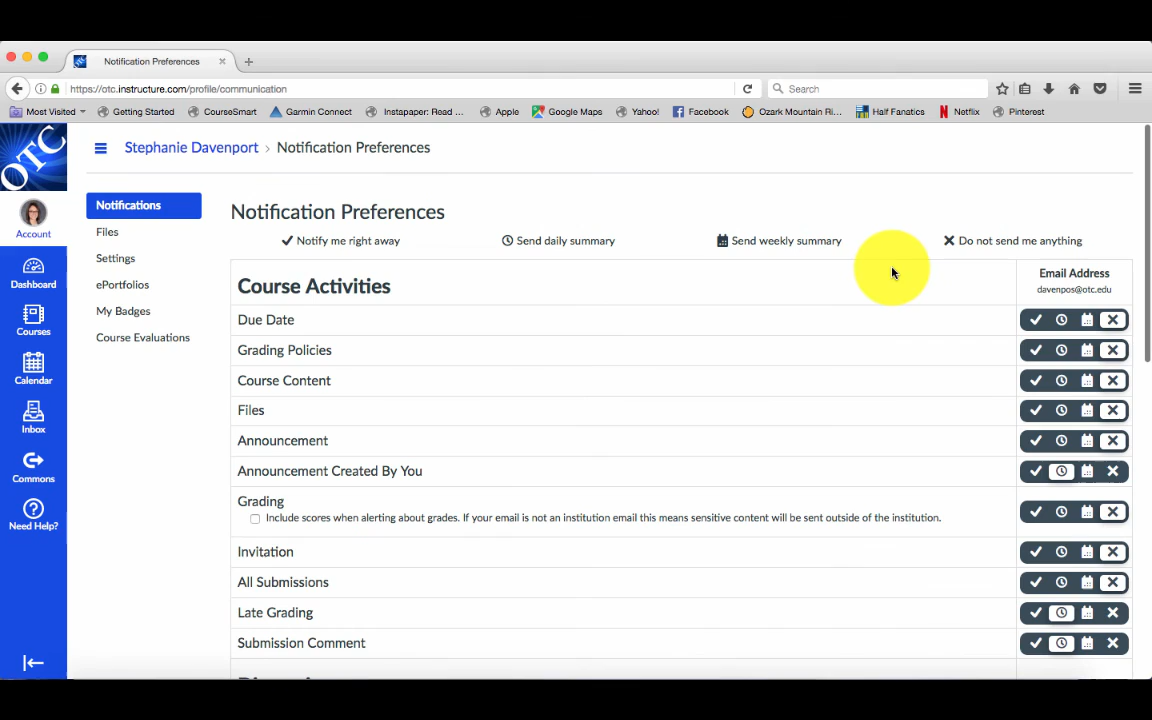 Notification Preferences
https://otc.instructure.com/profile/communication
Search
Most Visited
Getting Started
CourseSmart
Garmin Connect
Instapaper: Read ...
Apple
Google Maps
Yahoo!
Facebook
Ozark Mountain Ri...
Half Fanatics
Netflix
Pinterest
OTC
Stephanie Davenport > Notification Preferences
Account
Dashboard
Courses
Calendar
Inbox
Commons
Need Help?
Notifications
Files
Settings
ePortfolios
My Badges
Course Evaluations
Notification Preferences
Notify me right away
Send daily summary
Send weekly summary
Do not send me anything
Course Activities
Email Address
davenpos@otc.edu
Due Date
Grading Policies
Course Content
Files
Announcement
Announcement Created By You
Grading
Include scores when alerting about grades. If your email is not an institution email this means sensitive content will be sent outside of the institution.
Invitation
All Submissions
Late Grading
Submission Comment